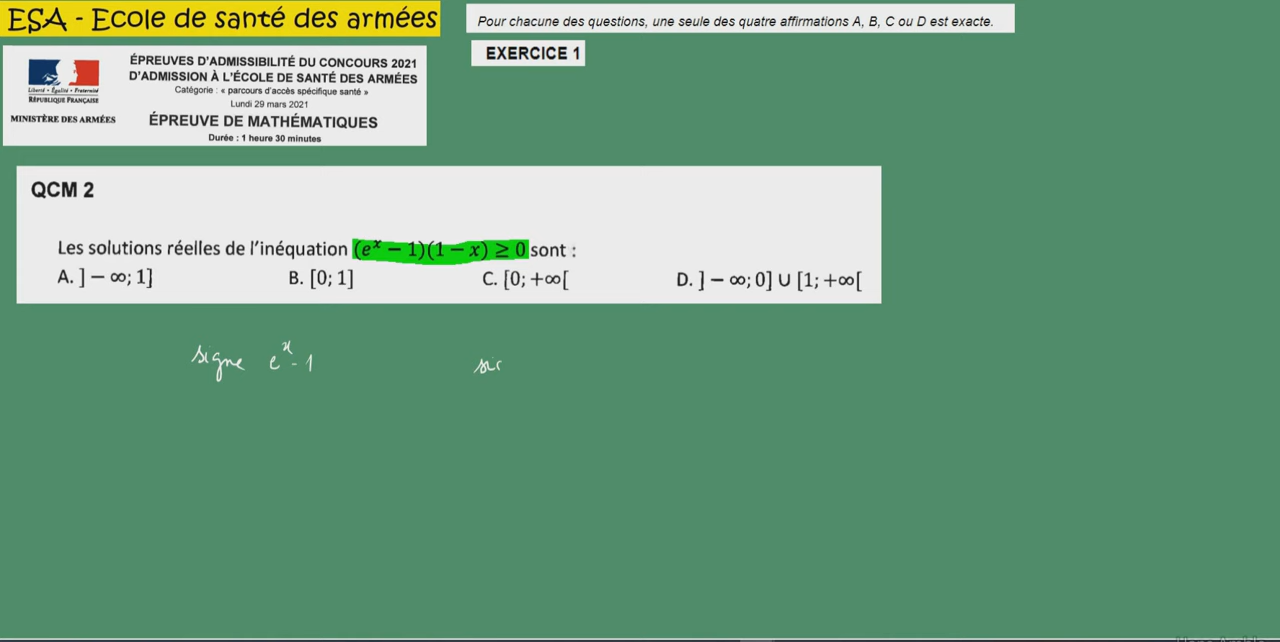 ESA - Ecole de santé des armées
Pour chacune des questions, une seule des quatre affirmations A, B, C ou D est exacte.
EXERCICE 1
ÉPREUVES D'ADMISSIBILITÉ DU CONCOURS 2021
D'ADMISSION À L'ÉCOLE DE SANTÉ DES ARMÉES
Catégorie : « parcours d'accès spécifique santé »
Lundi 29 mars 2021
ÉPREUVE DE MATHÉMATIQUES
Durée : 1 heure 30 minutes
Liberté • Égalité • Fraternité
RÉPUBLIQUE FRANÇAISE
MINISTÈRE DES ARMÉES
QCM 2
Les solutions réelles de l'inéquation (eˣ − 1)(1 − x) ≥ 0 sont :
A. ] − ∞; 1] B. [0; 1] C. [0; +∞[ D. ] − ∞; 0] ∪ [1; +∞[
signe eˣ - 1